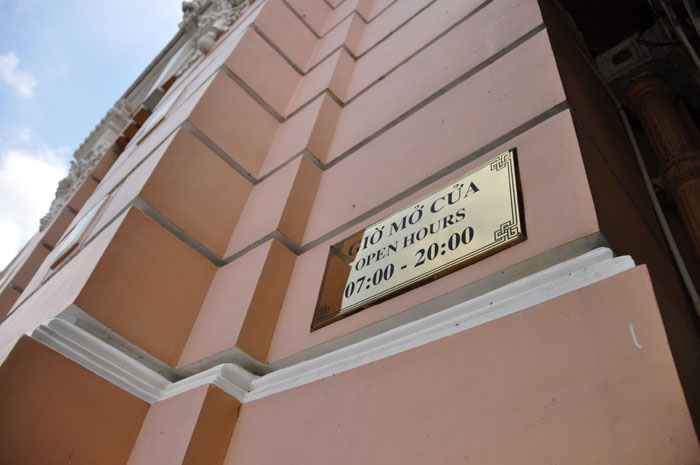 GIỜ MỞ CỬA
OPEN HOURS
07:00 - 20:00